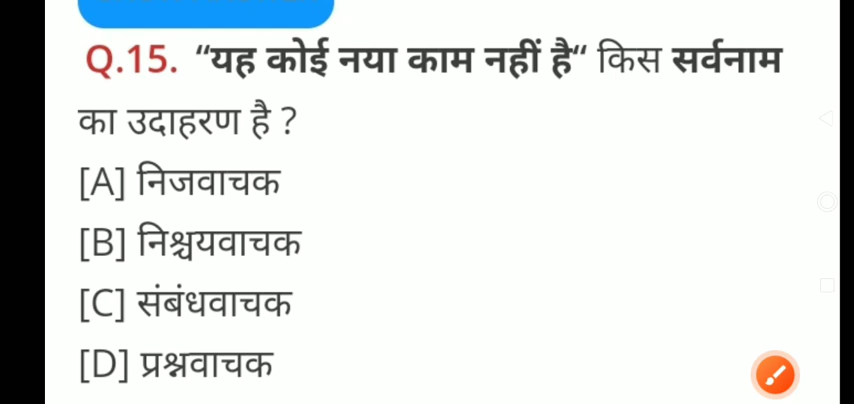 Q.15. “यह कोई नया काम नहीं है“ किस सर्वनाम
का उदाहरण है ?
[A] निजवाचक
[B] निश्चयवाचक
[C] संबंधवाचक
[D] प्रश्नवाचक